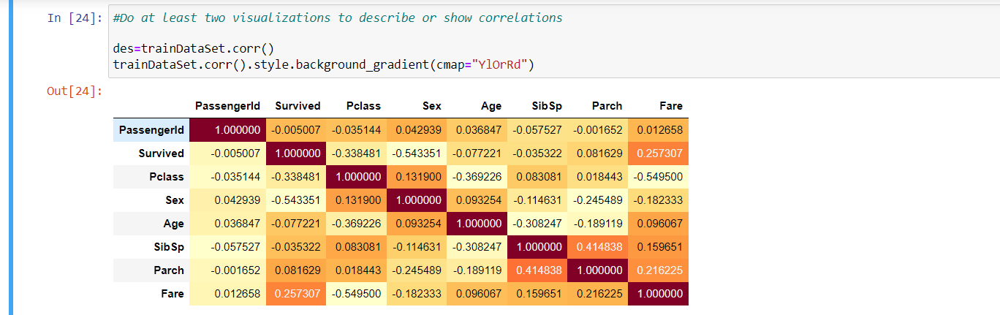 In [24]: #Do at least two visualizations to describe or show correlations
des=trainDataSet.corr()
trainDataSet.corr().style.background_gradient(cmap="YlOrRd")
Out[24]:
PassengerId Survived Pclass Sex Age SibSp Parch Fare
PassengerId 1.000000 -0.005007 -0.035144 0.042939 0.036847 -0.057527 -0.001652 0.012658
Survived -0.005007 1.000000 -0.338481 -0.543351 -0.077221 -0.035322 0.081629 0.257307
Pclass -0.035144 -0.338481 1.000000 0.131900 -0.369226 0.083081 0.018443 -0.549500
Sex 0.042939 -0.543351 0.131900 1.000000 0.093254 -0.114631 -0.245489 -0.182333
Age 0.036847 -0.077221 -0.369226 0.093254 1.000000 -0.308247 -0.189119 0.096067
SibSp -0.057527 -0.035322 0.083081 -0.114631 -0.308247 1.000000 0.414838 0.159651
Parch -0.001652 0.081629 0.018443 -0.245489 -0.189119 0.414838 1.000000 0.216225
Fare 0.012658 0.257307 -0.549500 -0.182333 0.096067 0.159651 0.216225 1.000000